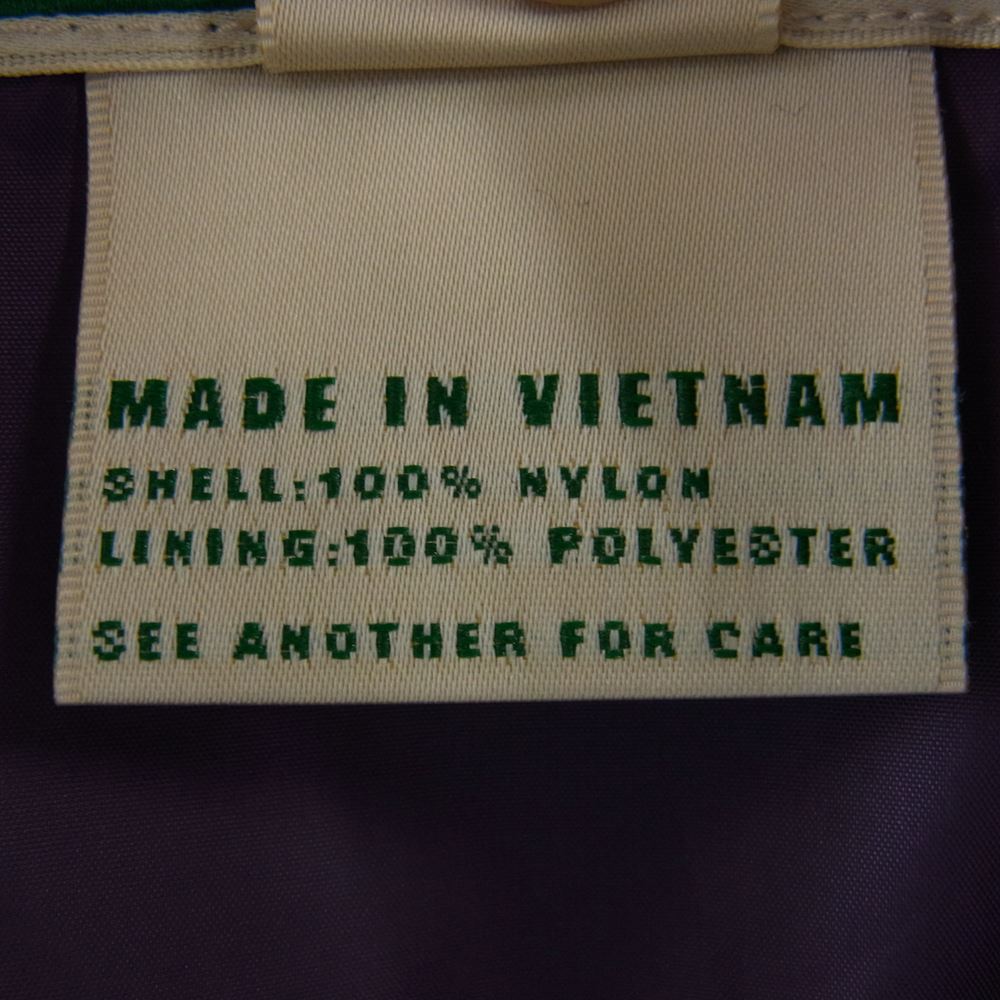 MADE IN VIETNAM
SHELL:100% NYLON
LINING:100% POLYESTER
SEE ANOTHER FOR CARE